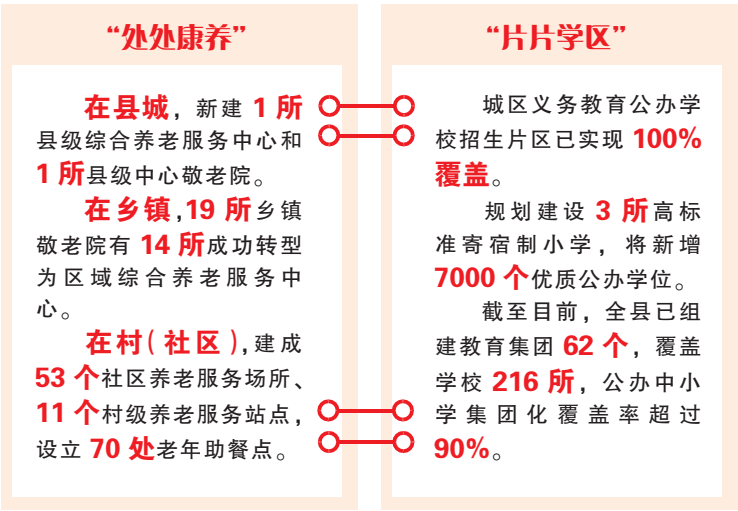 “处处康养”
在县城，新建 1 所
县级综合养老服务中心和
1 所县级中心敬老院。
在乡镇,19 所乡镇
敬老院有 14 所成功转型
为区域综合养老服务中
心。
在村(社区),建成
53 个社区养老服务场所、
11 个村级养老服务站点，
设立 70 处老年助餐点。
“片片学区”
城区义务教育公办学
校招生片区已实现 100%
覆盖。
规划建设 3 所高标
准寄宿制小学，将新增
7000 个优质公办学位。
截至目前，全县已组
建教育集团 62 个，覆盖
学校 216 所，公办中小
学集团化覆盖率超过
90%。